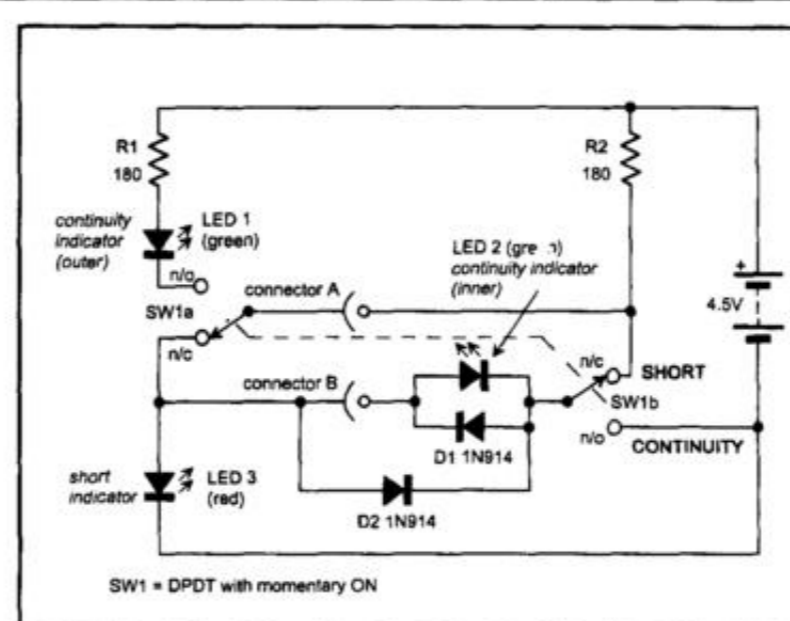 R1
180
R2
180
continuity
indicator
(outer)
LED 1
(green)
LED 2
continuity indicator
(inner)
n/o
connector A
SW1a
n/c
+
4.5V
n/c
SHORT
connector B
SW1b
n/o
CONTINUITY
D1 1N914
short
indicator
LED 3
(red)
D2 1N914
SW1 = DPDT with momentary ON